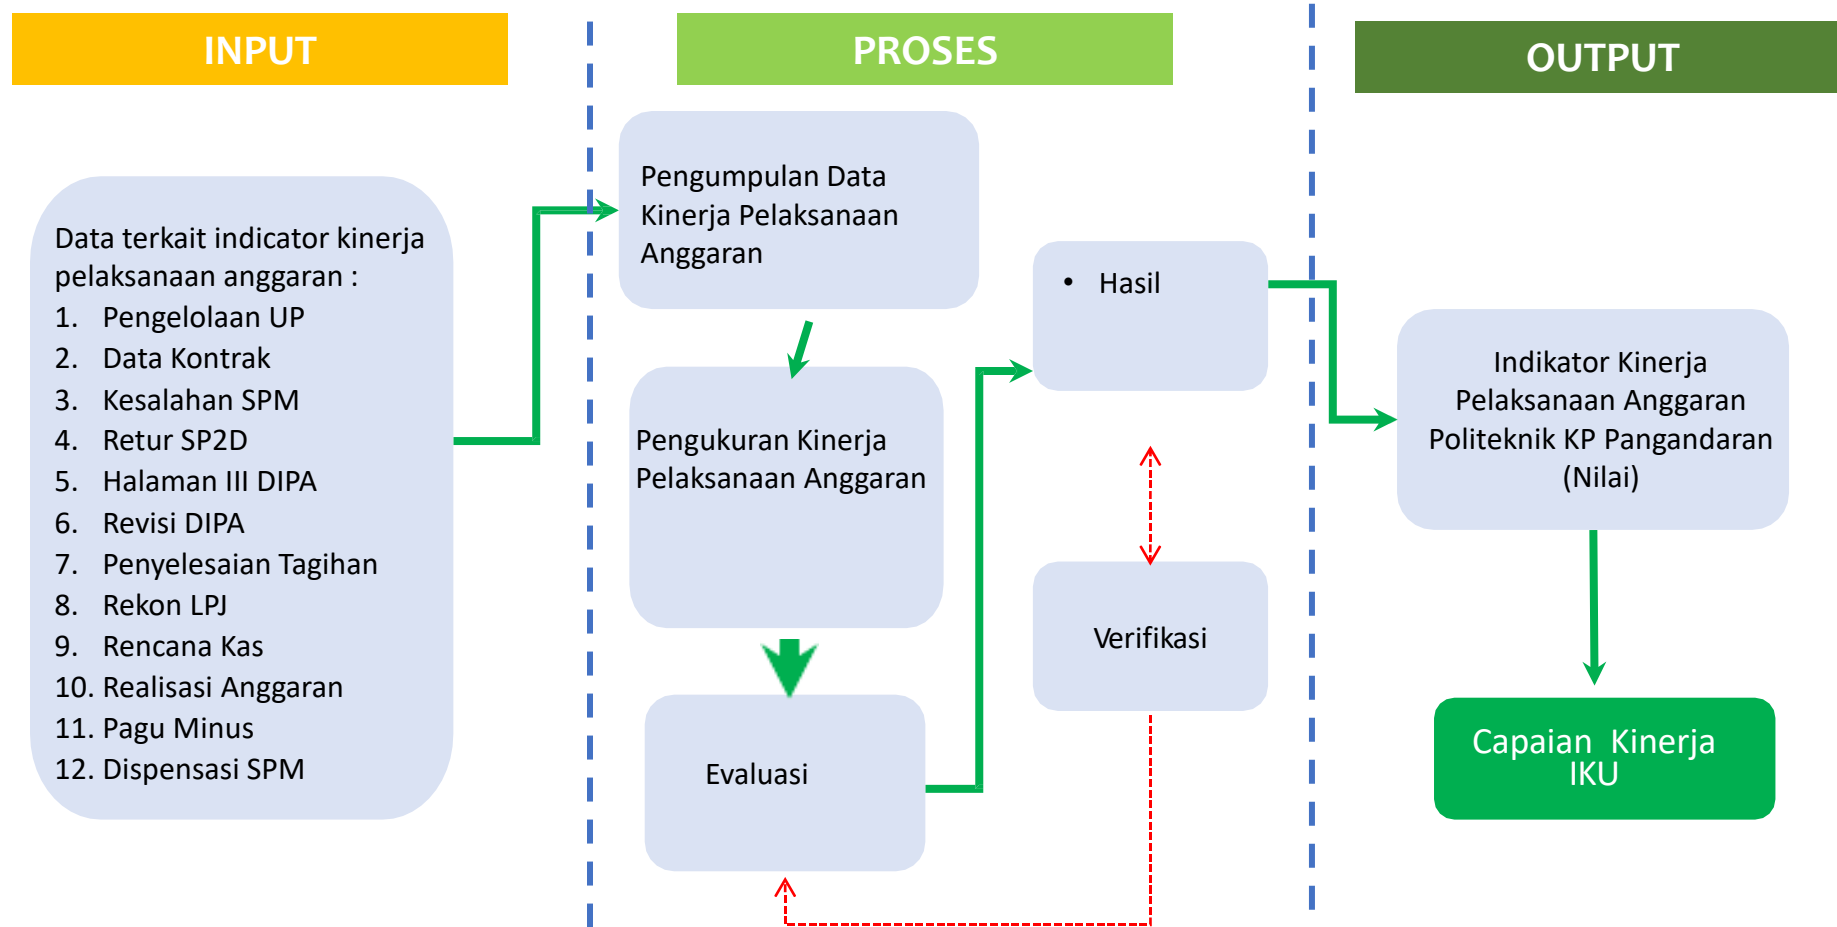 INPUT
PROSES
OUTPUT
Data terkait indicator kinerja
pelaksanaan anggaran :
1. Pengelolaan UP
2. Data Kontrak
3. Kesalahan SPM
4. Retur SP2D
5. Halaman III DIPA
6. Revisi DIPA
7. Penyelesaian Tagihan
8. Rekon LPJ
9. Rencana Kas
10. Realisasi Anggaran
11. Pagu Minus
12. Dispensasi SPM
Pengumpulan Data
Kinerja Pelaksanaan
Anggaran
Pengukuran Kinerja
Pelaksanaan Anggaran
Evaluasi
• Hasil
Verifikasi
Indikator Kinerja
Pelaksanaan Anggaran
Politeknik KP Pangandaran
(Nilai)
Capaian Kinerja
IKU